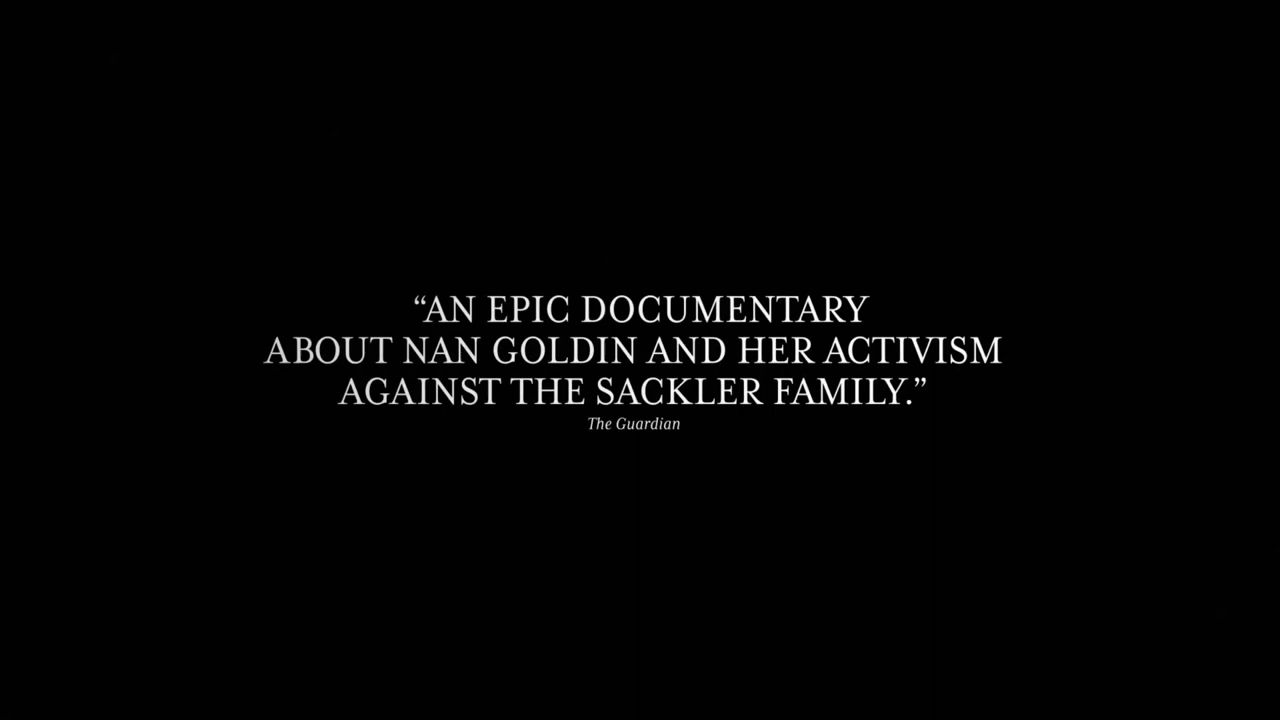 “AN EPIC DOCUMENTARY
ABOUT NAN GOLDIN AND HER ACTIVISM
AGAINST THE SACKLER FAMILY.”
The Guardian